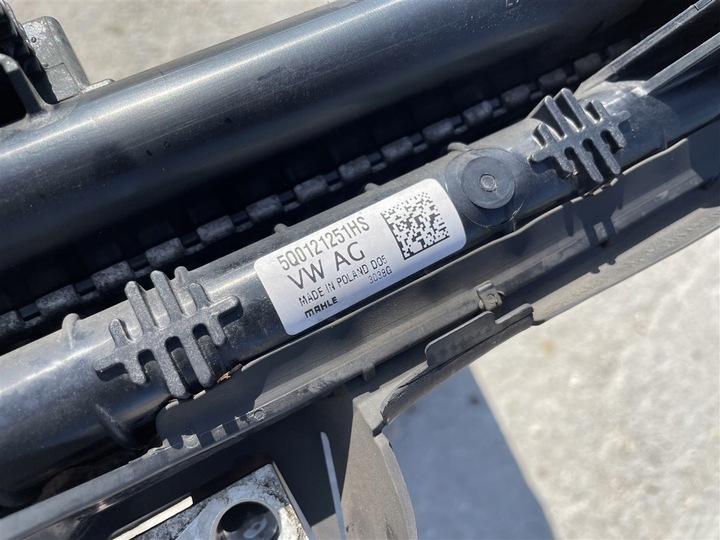 5Q0121251HS
VW AG
MADE IN POLAND D05
3038G
MAHLE